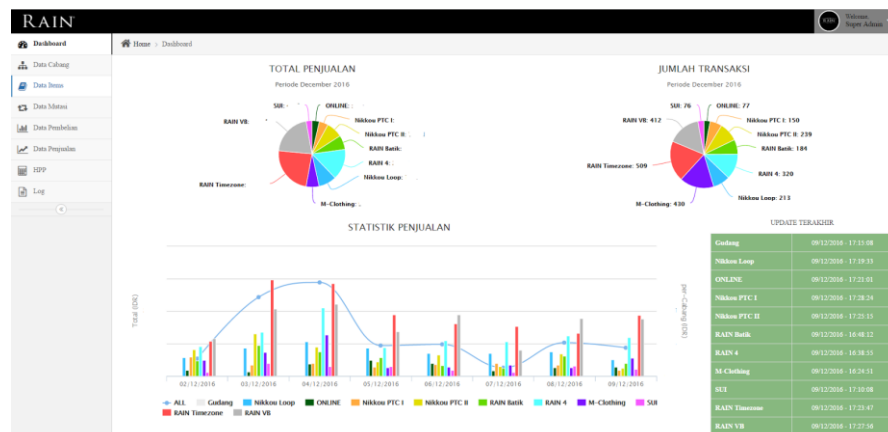 RAIN
Welcome,
Super Admin
Dashboard
Home > Dashboard
Data Cabang
Data Items
Data Mutasi
Data Pembelian
Data Penjualan
HPP
Log
TOTAL PENJUALAN
Periode December 2016
SUI:
ONLINE:
Nikkou PTC I:
RAIN VB:
Nikkou PTC II:
RAIN Batik:
RAIN 4:
Nikkou Loop:
RAIN Timezone:
M-Clothing:
JUMLAH TRANSAKSI
Periode December 2016
SUI: 76
ONLINE: 77
RAIN VB: 412
Nikkou PTC I: 150
Nikkou PTC II: 239
RAIN Batik: 184
RAIN Timezone: 509
RAIN 4: 320
Nikkou Loop: 213
M-Clothing: 430
STATISTIK PENJUALAN
Total (IDK)
per-Cabang (IDK)
02/12/2016 03/12/2016 04/12/2016 05/12/2016 06/12/2016 07/12/2016 08/12/2016 09/12/2016
ALL Gudang Nikkou Loop ONLINE Nikkou PTC I Nikkou PTC II RAIN Batik RAIN 4 M-Clothing SUI
RAIN Timezone RAIN VB
UPDATE TERAKHIR
Gudang 09/12/2016 - 17:15:08
Nikkou Loop 09/12/2016 - 17:19:33
ONLINE 09/12/2016 - 17:21:01
Nikkou PTC I 09/12/2016 - 17:28:24
Nikkou PTC II 09/12/2016 - 17:25:15
RAIN Batik 09/12/2016 - 16:48:12
RAIN 4 09/12/2016 - 16:38:55
M-Clothing 09/12/2016 - 16:24:51
SUI 09/12/2016 - 17:10:08
RAIN Timezone 09/12/2016 - 17:23:47
RAIN VB 09/12/2016 - 17:27:56